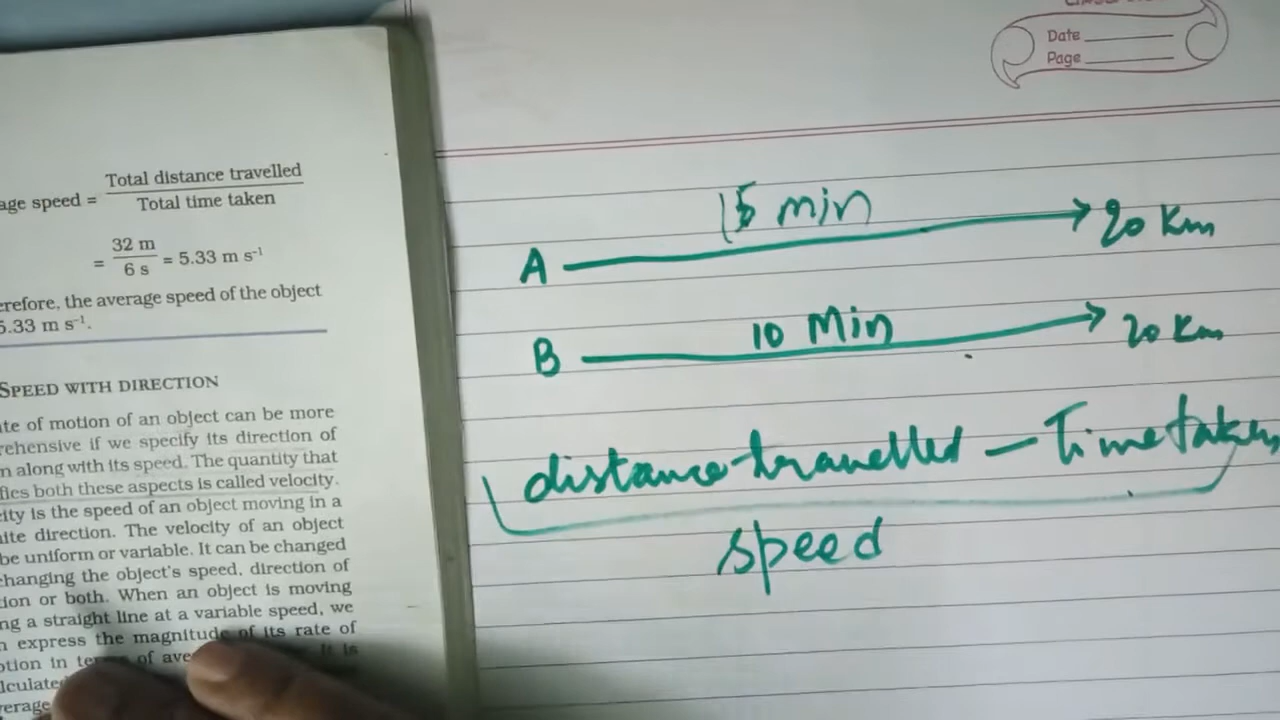 Date
Page
age speed = Total distance travelled
Total time taken
= 32 m
6 s
= 5.33 m s⁻¹
erefore, the average speed of the object
5.33 m s⁻¹.
SPEED WITH DIRECTION
te of motion of an object can be more
rehensive if we specify its direction of
n along with its speed. The quantity that
fies both these aspects is called velocity.
city is the speed of an object moving in a
nite direction. The velocity of an object
be uniform or variable. It can be changed
changing the object's speed, direction of
tion or both. When an object is moving
ng a straight line at a variable speed, we
n express the magnitude of its rate of
otion in of ave It is
lculated
verage
15 min
A → 20 Km
10 Min
B → 20 Km
distance travelled — Time taken
speed